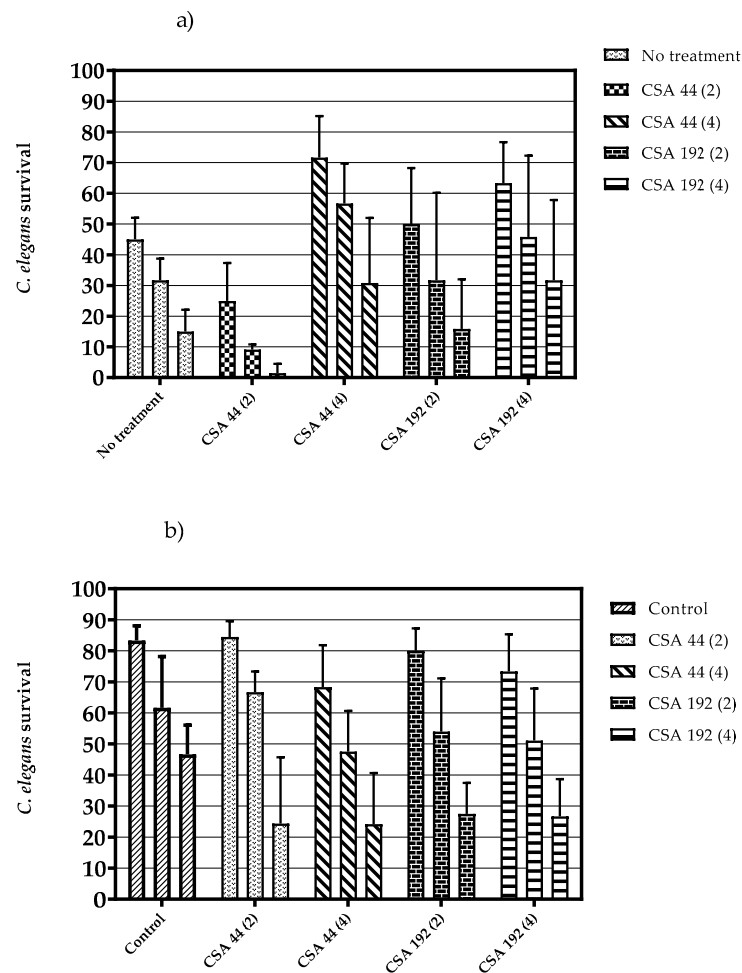 a)
No treatment
CSA 44 (2)
CSA 44 (4)
CSA 192 (2)
CSA 192 (4)
C. elegans survival
100
90
80
70
60
50
40
30
20
10
0
No treatment
CSA 44 (2)
CSA 44 (4)
CSA 192 (2)
CSA 192 (4)
b)
Control
CSA 44 (2)
CSA 44 (4)
CSA 192 (2)
CSA 192 (4)
C. elegans survival
100
90
80
70
60
50
40
30
20
10
0
Control
CSA 44 (2)
CSA 44 (4)
CSA 192 (2)
CSA 192 (4)